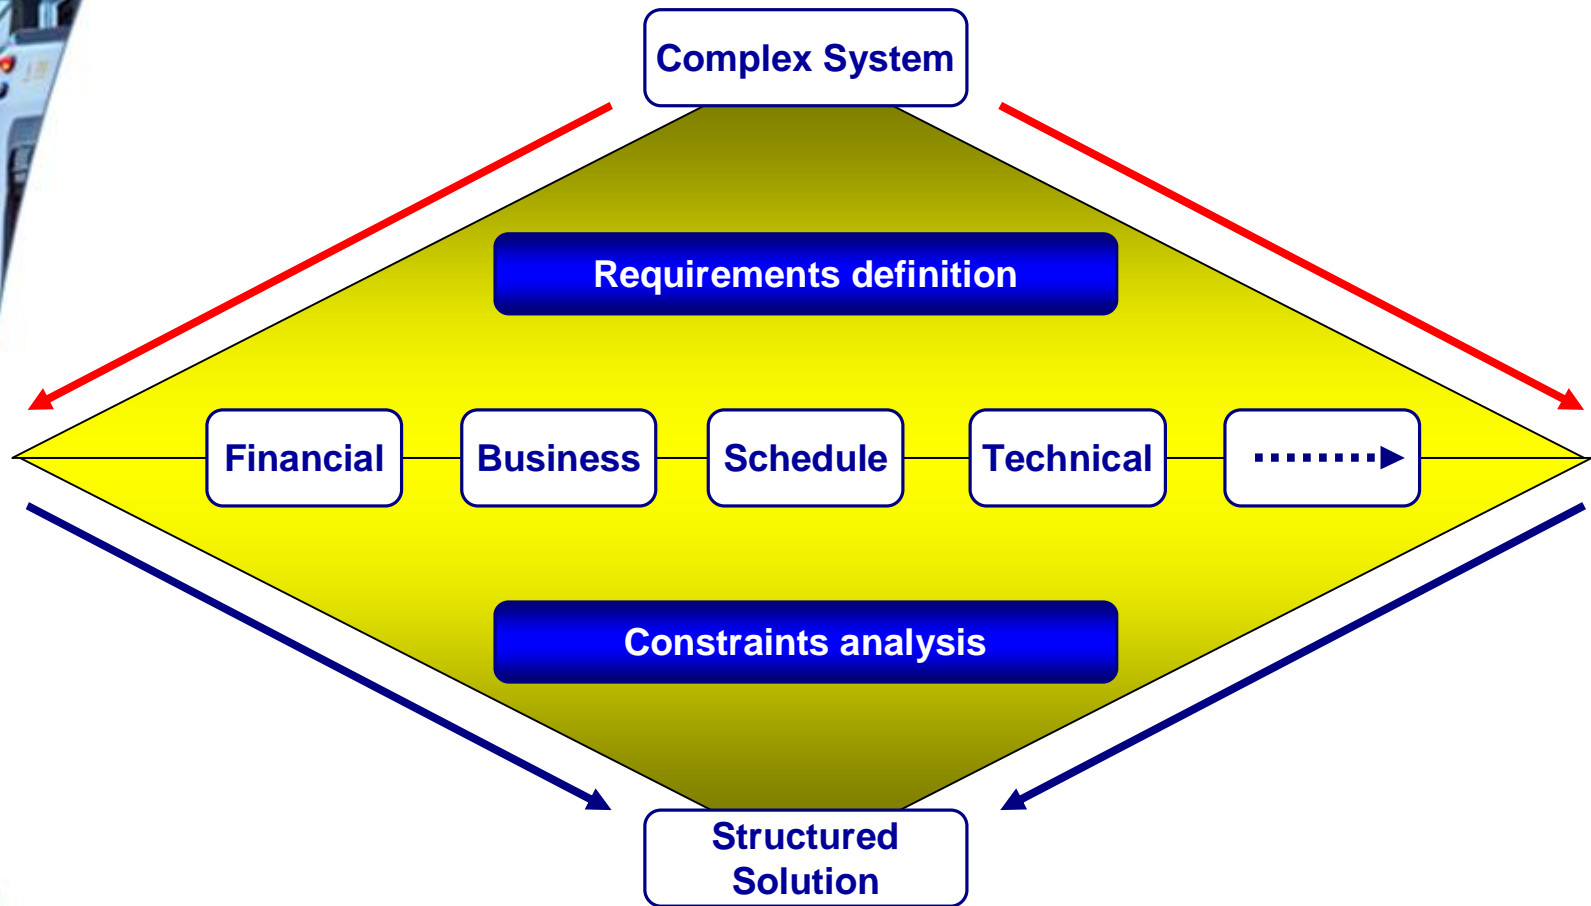 Complex System
Requirements definition
Financial
Business
Schedule
Technical
Constraints analysis
Structured
Solution